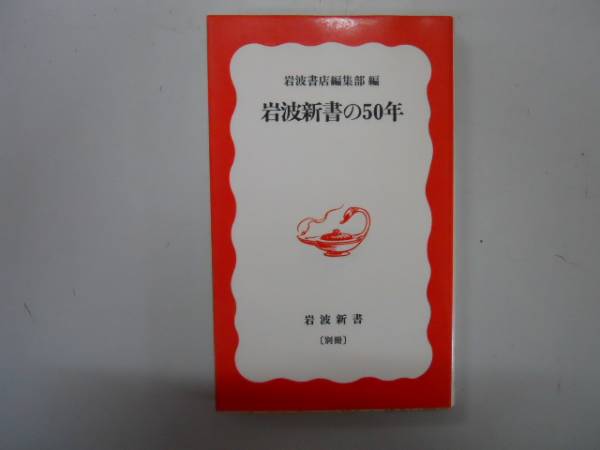 岩波書店編集部 編
岩波新書の50年
岩波新書
〔別冊〕